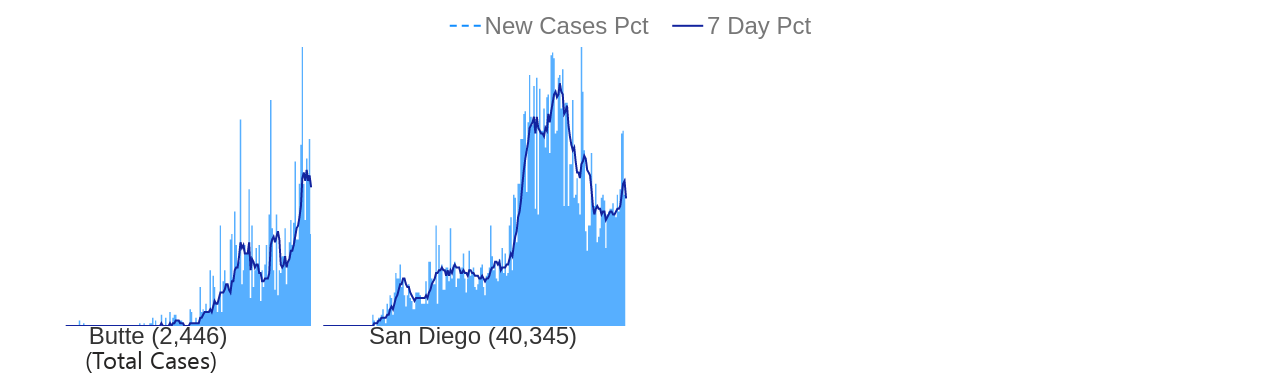 New Cases Pct 7 Day Pct
Butte (2,446) San Diego (40,345)
(Total Cases)